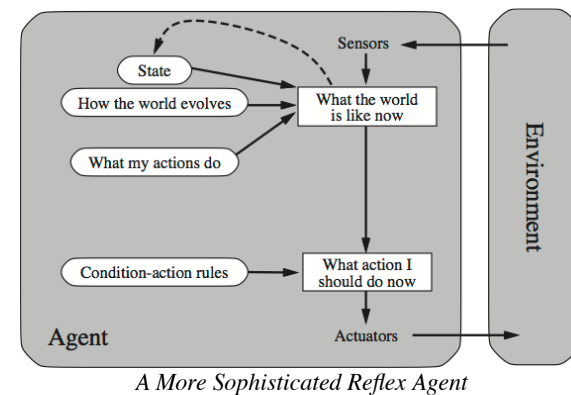 Sensors
State
How the world evolves
What the world
is like now
What my actions do
Environment
Condition-action rules
What action I
should do now
Agent
Actuators
A More Sophisticated Reflex Agent